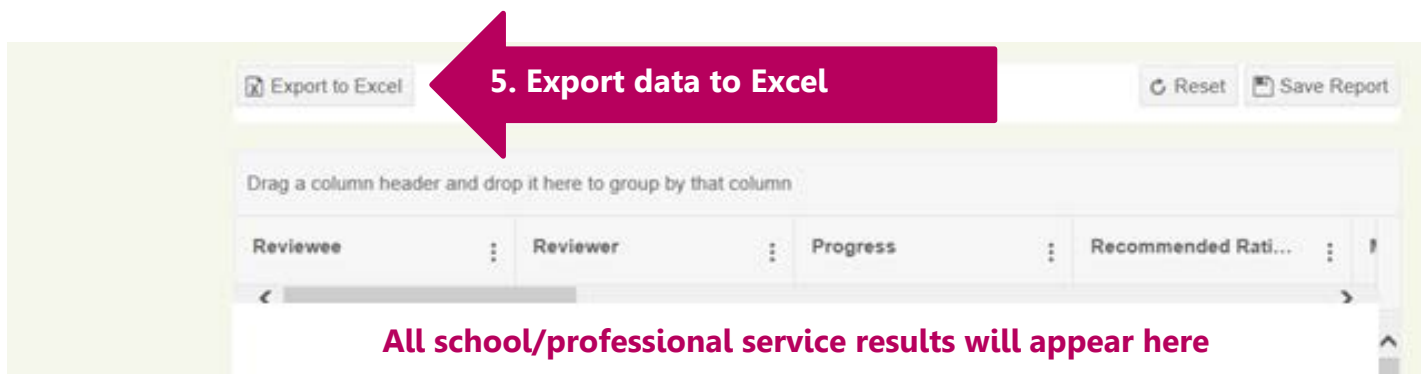 Export to Excel
5. Export data to Excel
Reset
Save Report
Drag a column header and drop it here to group by that column
Reviewee
Reviewer
Progress
Recommended Rati...
All school/professional service results will appear here